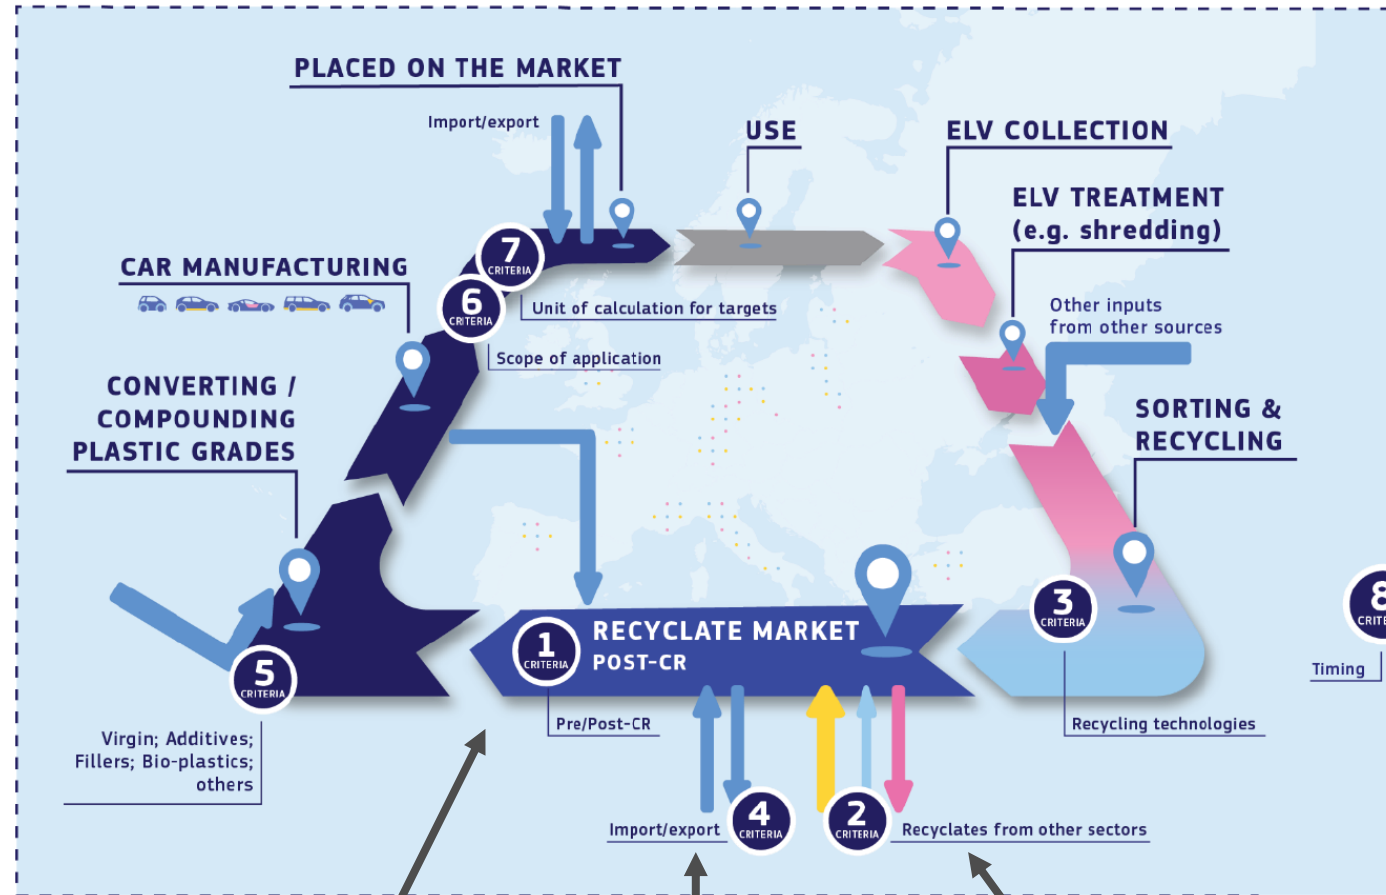 PLACED ON THE MARKET
Import/export
USE
ELV COLLECTION
ELV TREATMENT
(e.g. shredding)
CAR MANUFACTURING
7
CRITERIA
Unit of calculation for targets
6
CRITERIA
Scope of application
Other inputs
from other sources
CONVERTING /
COMPOUNDING
PLASTIC GRADES
SORTING &
RECYCLING
1
CRITERIA
RECYCLATE MARKET
POST-CR
Pre/Post-CR
3
CRITERIA
Recycling technologies
8
CRITE
Timing
5
CRITERIA
Virgin; Additives;
Fillers; Bio-plastics;
others
Import/export
4
CRITERIA
2
CRITERIA
Recyclates from other sectors